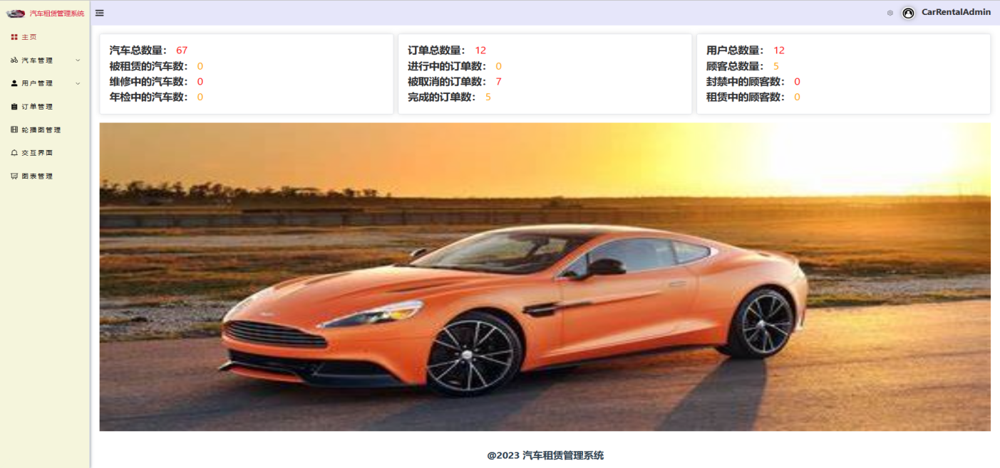 汽车租赁管理系统
CarRentalAdmin
主页
汽车管理
用户管理
订单管理
轮播图管理
交互界面
图表管理
汽车总数量： 67
被租赁的汽车数： 0
维修中的汽车数： 0
年检中的汽车数： 0
订单总数量： 12
进行中的订单数： 0
被取消的订单数： 7
完成的订单数： 5
用户总数量： 12
顾客总数量： 5
封禁中的顾客数： 0
租赁中的顾客数： 0
@2023 汽车租赁管理系统